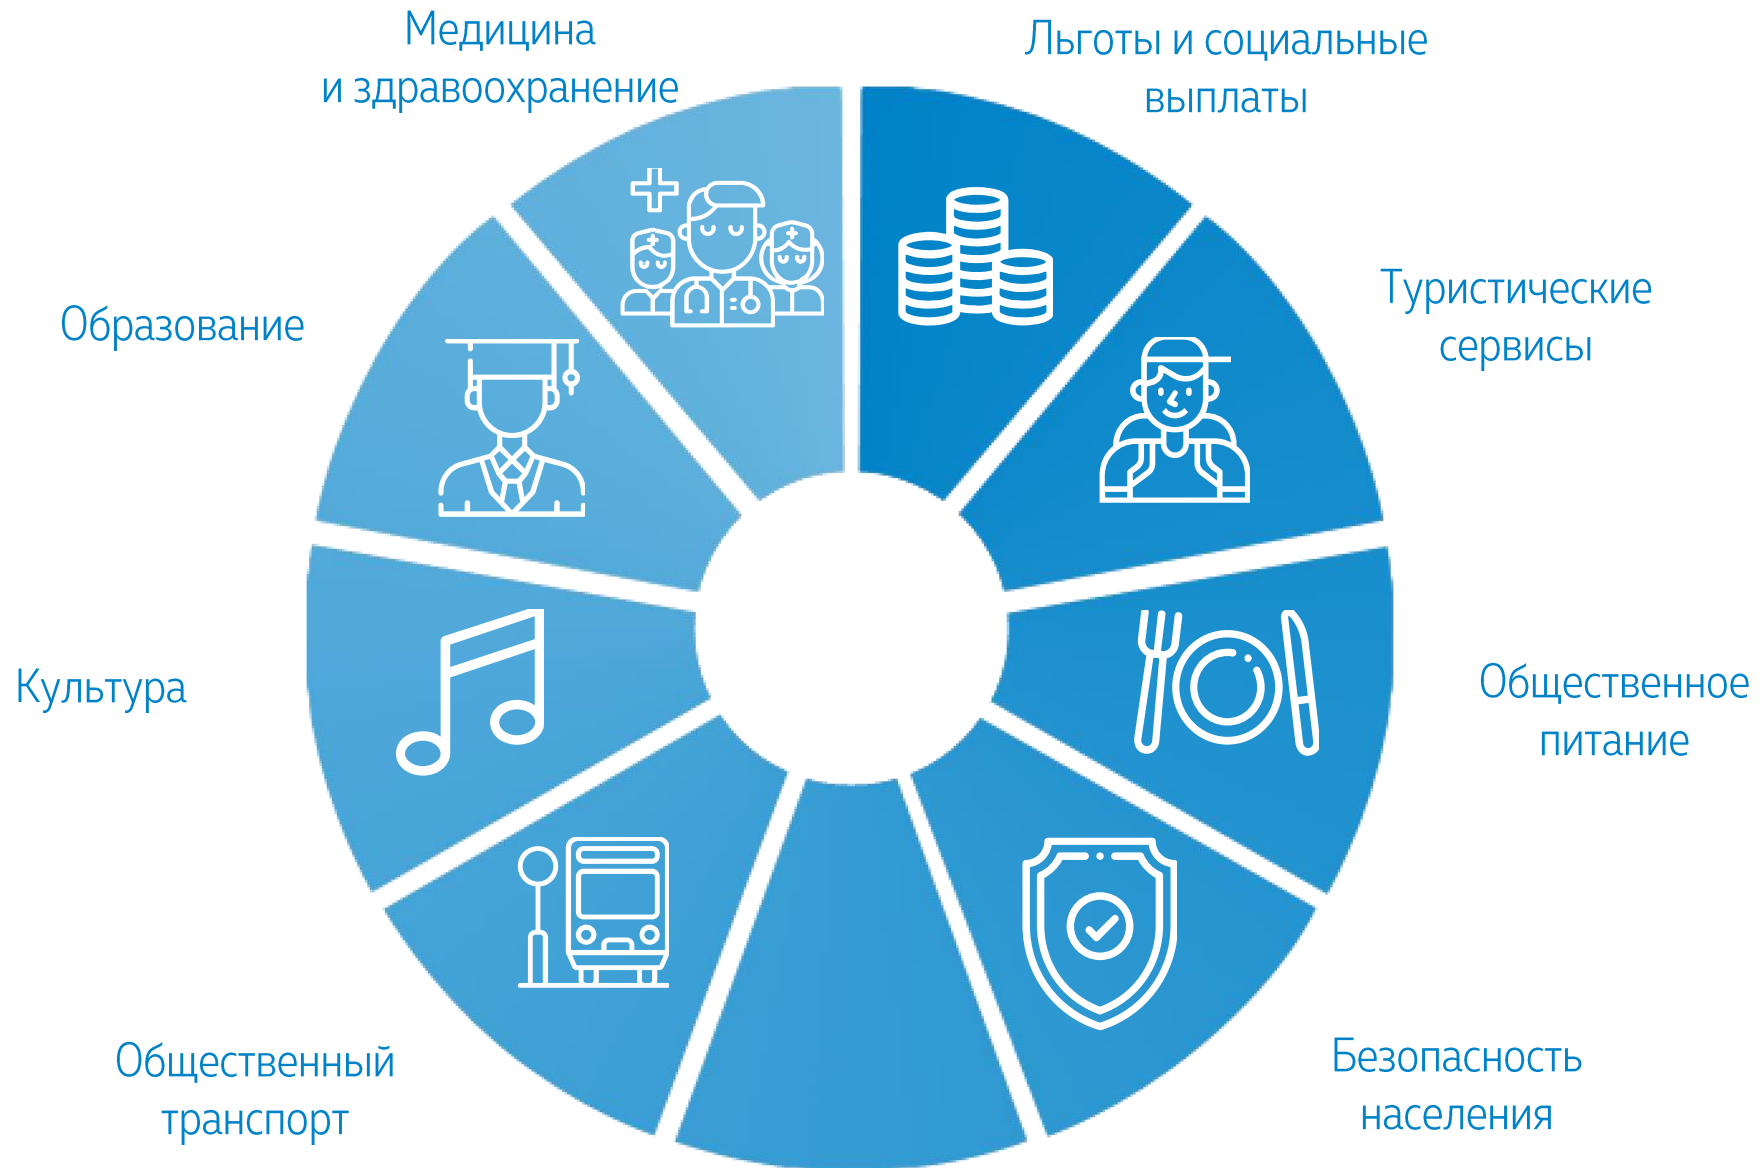 Медицина
и здравоохранение
Льготы и социальные
выплаты
Туристические
сервисы
Образование
Культура
Общественное
питание
Общественный
транспорт
Безопасность
населения